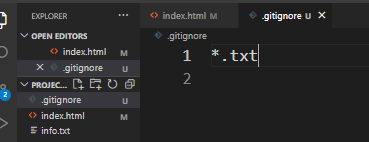 EXPLORER
index.html M
.gitignore U X
OPEN EDITORS
index.html M
X .gitignore U
PROJEC...
.gitignore U
index.html M
info.txt
.gitignore
1 *.txt
2
2